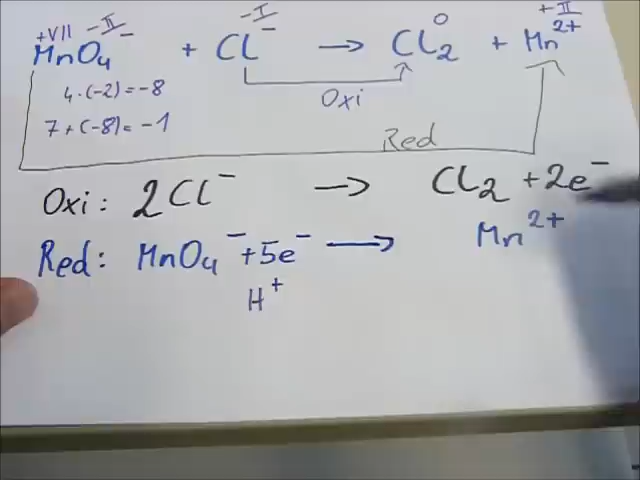 +VII -II -I 0 +II
MnO₄⁻ + Cl⁻ → Cl₂ + Mn²⁺
4·(-2) = -8
Oxi
7 + (-8) = -1
Red
Oxi: 2Cl⁻ → Cl₂ + 2e⁻
Red: MnO₄⁻ + 5e⁻ → Mn²⁺
H⁺